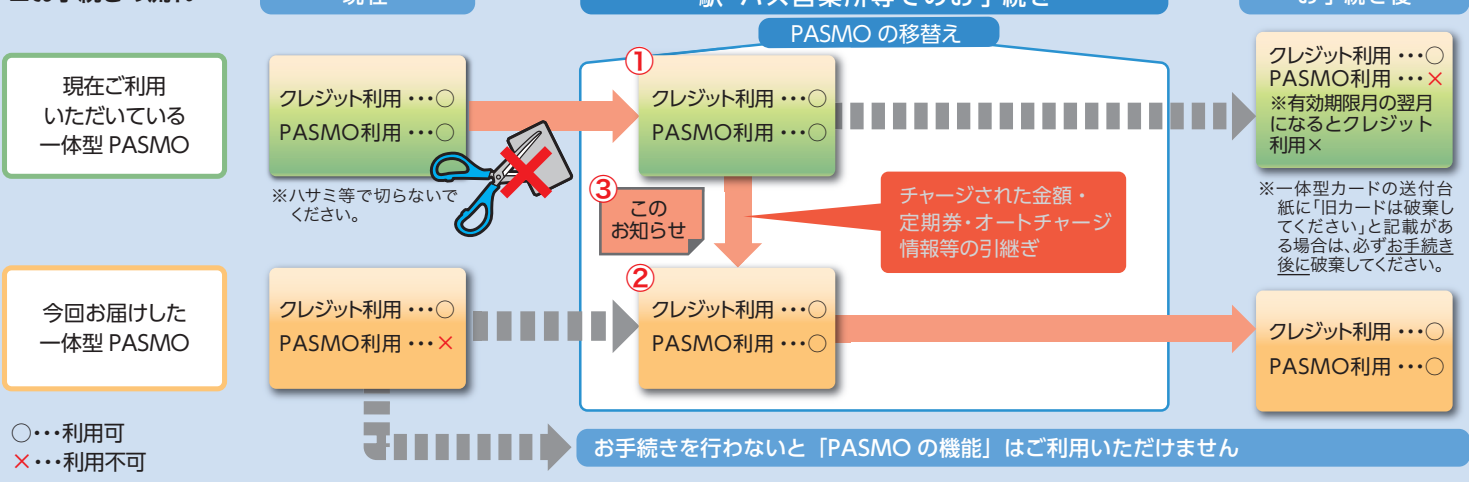 現在
お手続き後
PASMO の移替え
現在ご利用
いただいている
一体型 PASMO
クレジット利用 ・・・○
PASMO利用 ・・・○
※ハサミ等で切らないで
ください。
①
クレジット利用 ・・・○
PASMO利用 ・・・○
クレジット利用 ・・・○
PASMO利用 ・・・×
※有効期限月の翌月
になるとクレジット
利用×
※一体型カードの送付台
紙に「旧カードは破棄し
てください」と記載があ
る場合は、必ずお手続き
後に破棄してください。
③
この
お知らせ
チャージされた金額・
定期券・オートチャージ
情報等の引継ぎ
今回お届けした
一体型 PASMO
クレジット利用 ・・・○
PASMO利用 ・・・×
②
クレジット利用 ・・・○
PASMO利用 ・・・○
クレジット利用 ・・・○
PASMO利用 ・・・○
○・・・利用可
×・・・利用不可
お手続きを行わないと「PASMO の機能」はご利用いただけません